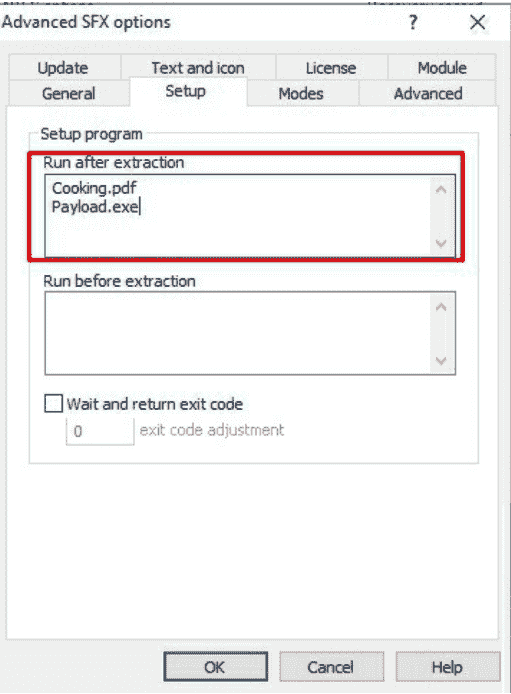 Advanced SFX options
?
Update Text and icon License Module
General Setup Modes Advanced
Setup program
Run after extraction
Cooking.pdf
Payload.exe
Run before extraction
Wait and return exit code
0 exit code adjustment
OK Cancel Help